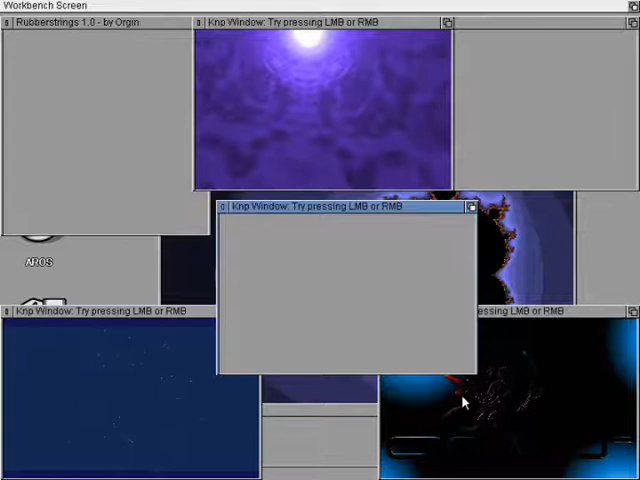 Workbench Screen
Rubberstrings 1.0 - by Orgin
Knp Window: Try pressing LMB or RMB
Knp Window: Try pressing LMB or RMB
AROS
Knp Window: Try pressing LMB or RMB
essing LMB or RMB